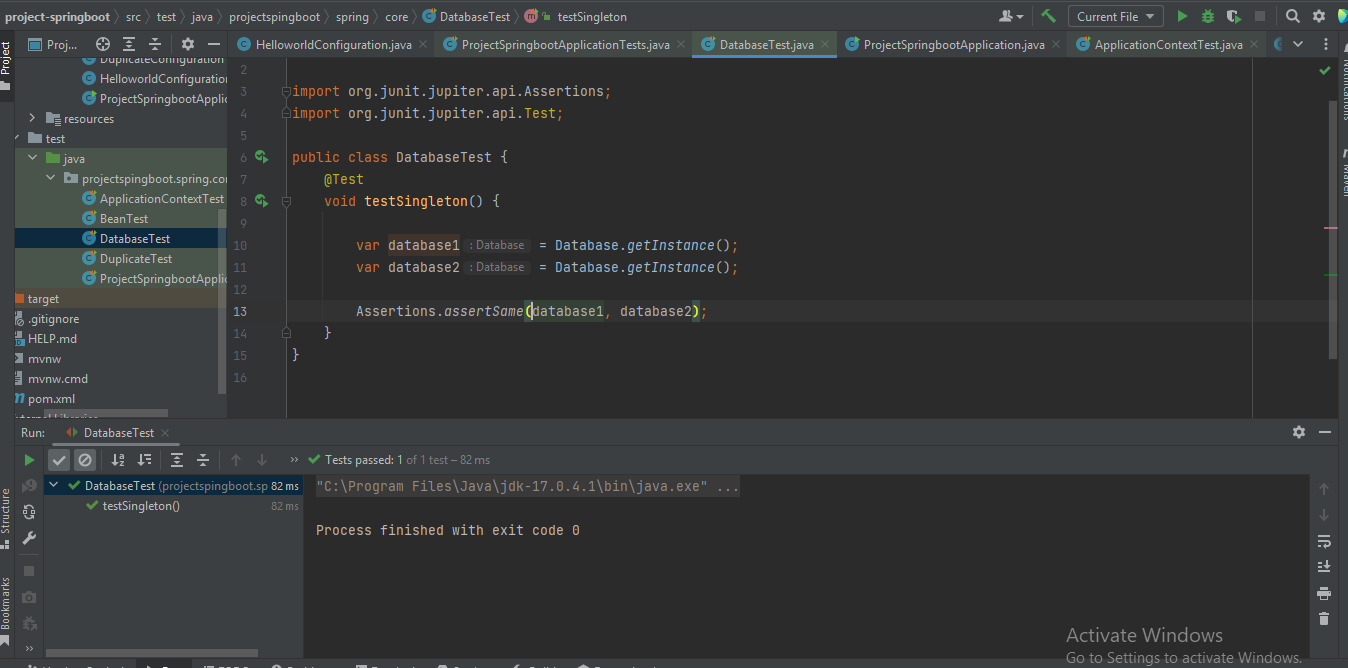 project-springboot src test java projectspingboot spring core DatabaseTest testSingleton
Current File
Project
Proj...
HelloworldConfiguration.java
ProjectSpringbootApplicationTests.java
DatabaseTest.java
ProjectSpringbootApplication.java
ApplicationContextTest.java
DuplicateConfiguration
HelloworldConfiguratio
ProjectSpringbootApplic
resources
test
java
projectspingboot.spring.co
ApplicationContextTest
BeanTest
DatabaseTest
DuplicateTest
ProjectSpringbootApplic
target
.gitignore
HELP.md
mvnw
mvnw.cmd
pom.xml
2
3 import org.junit.jupiter.api.Assertions;
4 import org.junit.jupiter.api.Test;
5
6 public class DatabaseTest {
7 @Test
8 void testSingleton() {
9
10 var database1 : Database = Database.getInstance();
11 var database2 : Database = Database.getInstance();
12
13 Assertions.assertSame(database1, database2);
14 }
15 }
16
Notifications
Maven
Run: DatabaseTest
Tests passed: 1 of 1 test – 82 ms
DatabaseTest (projectspingboot.sp 82 ms
testSingleton() 82 ms
"C:\Program Files\Java\jdk-17.0.4.1\bin\java.exe" ...
Process finished with exit code 0
Structure
Bookmarks
Activate Windows
Go to Settings to activate Windows.